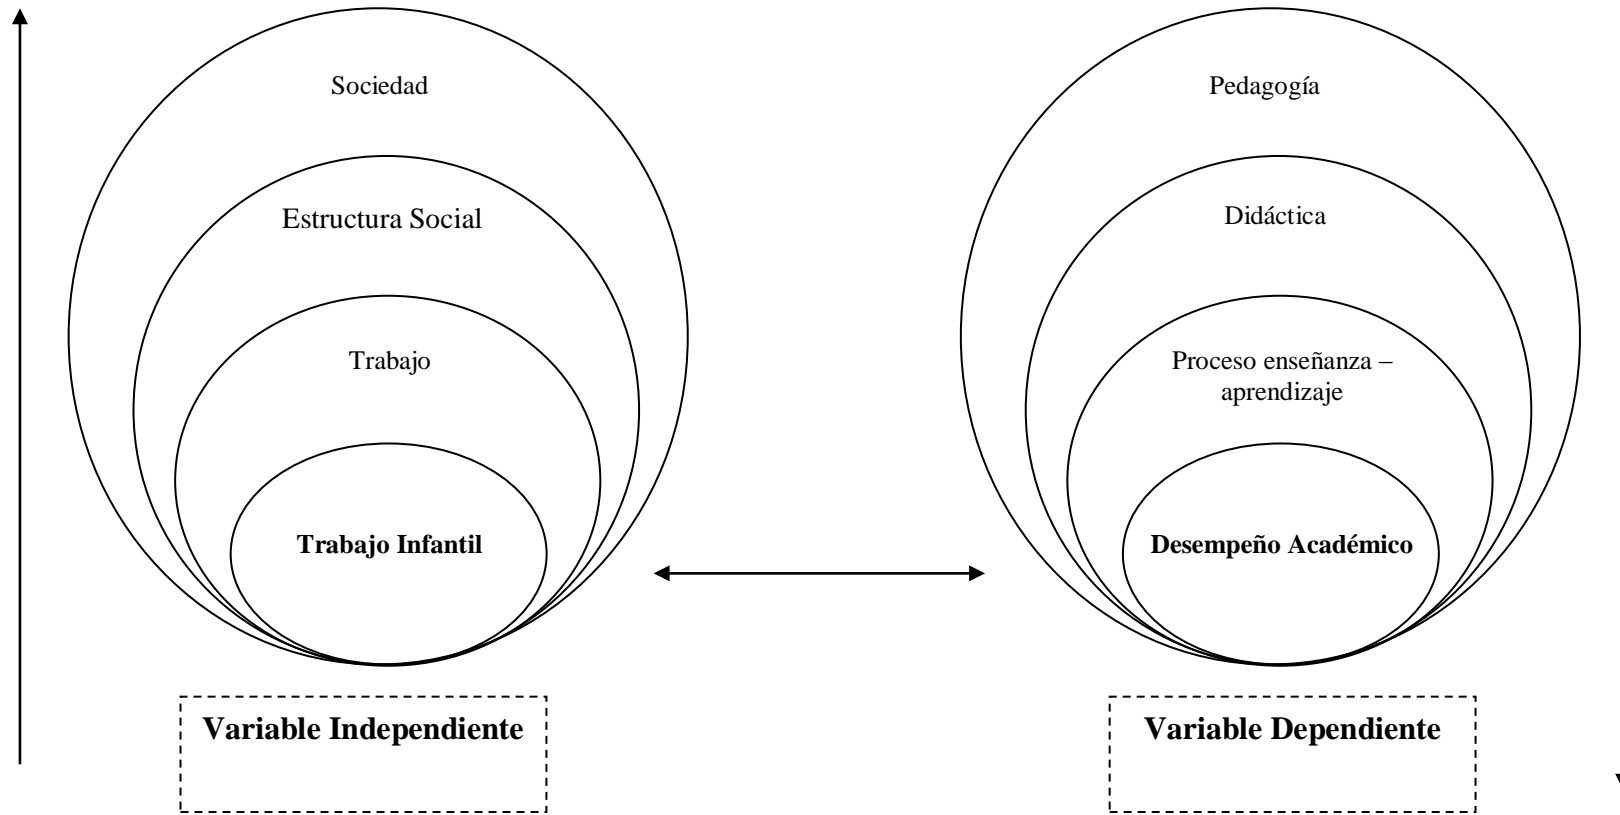 Sociedad
Estructura Social
Trabajo
Trabajo Infantil
Variable Independiente
Pedagogía
Didáctica
Proceso enseñanza –
aprendizaje
Desempeño Académico
Variable Dependiente